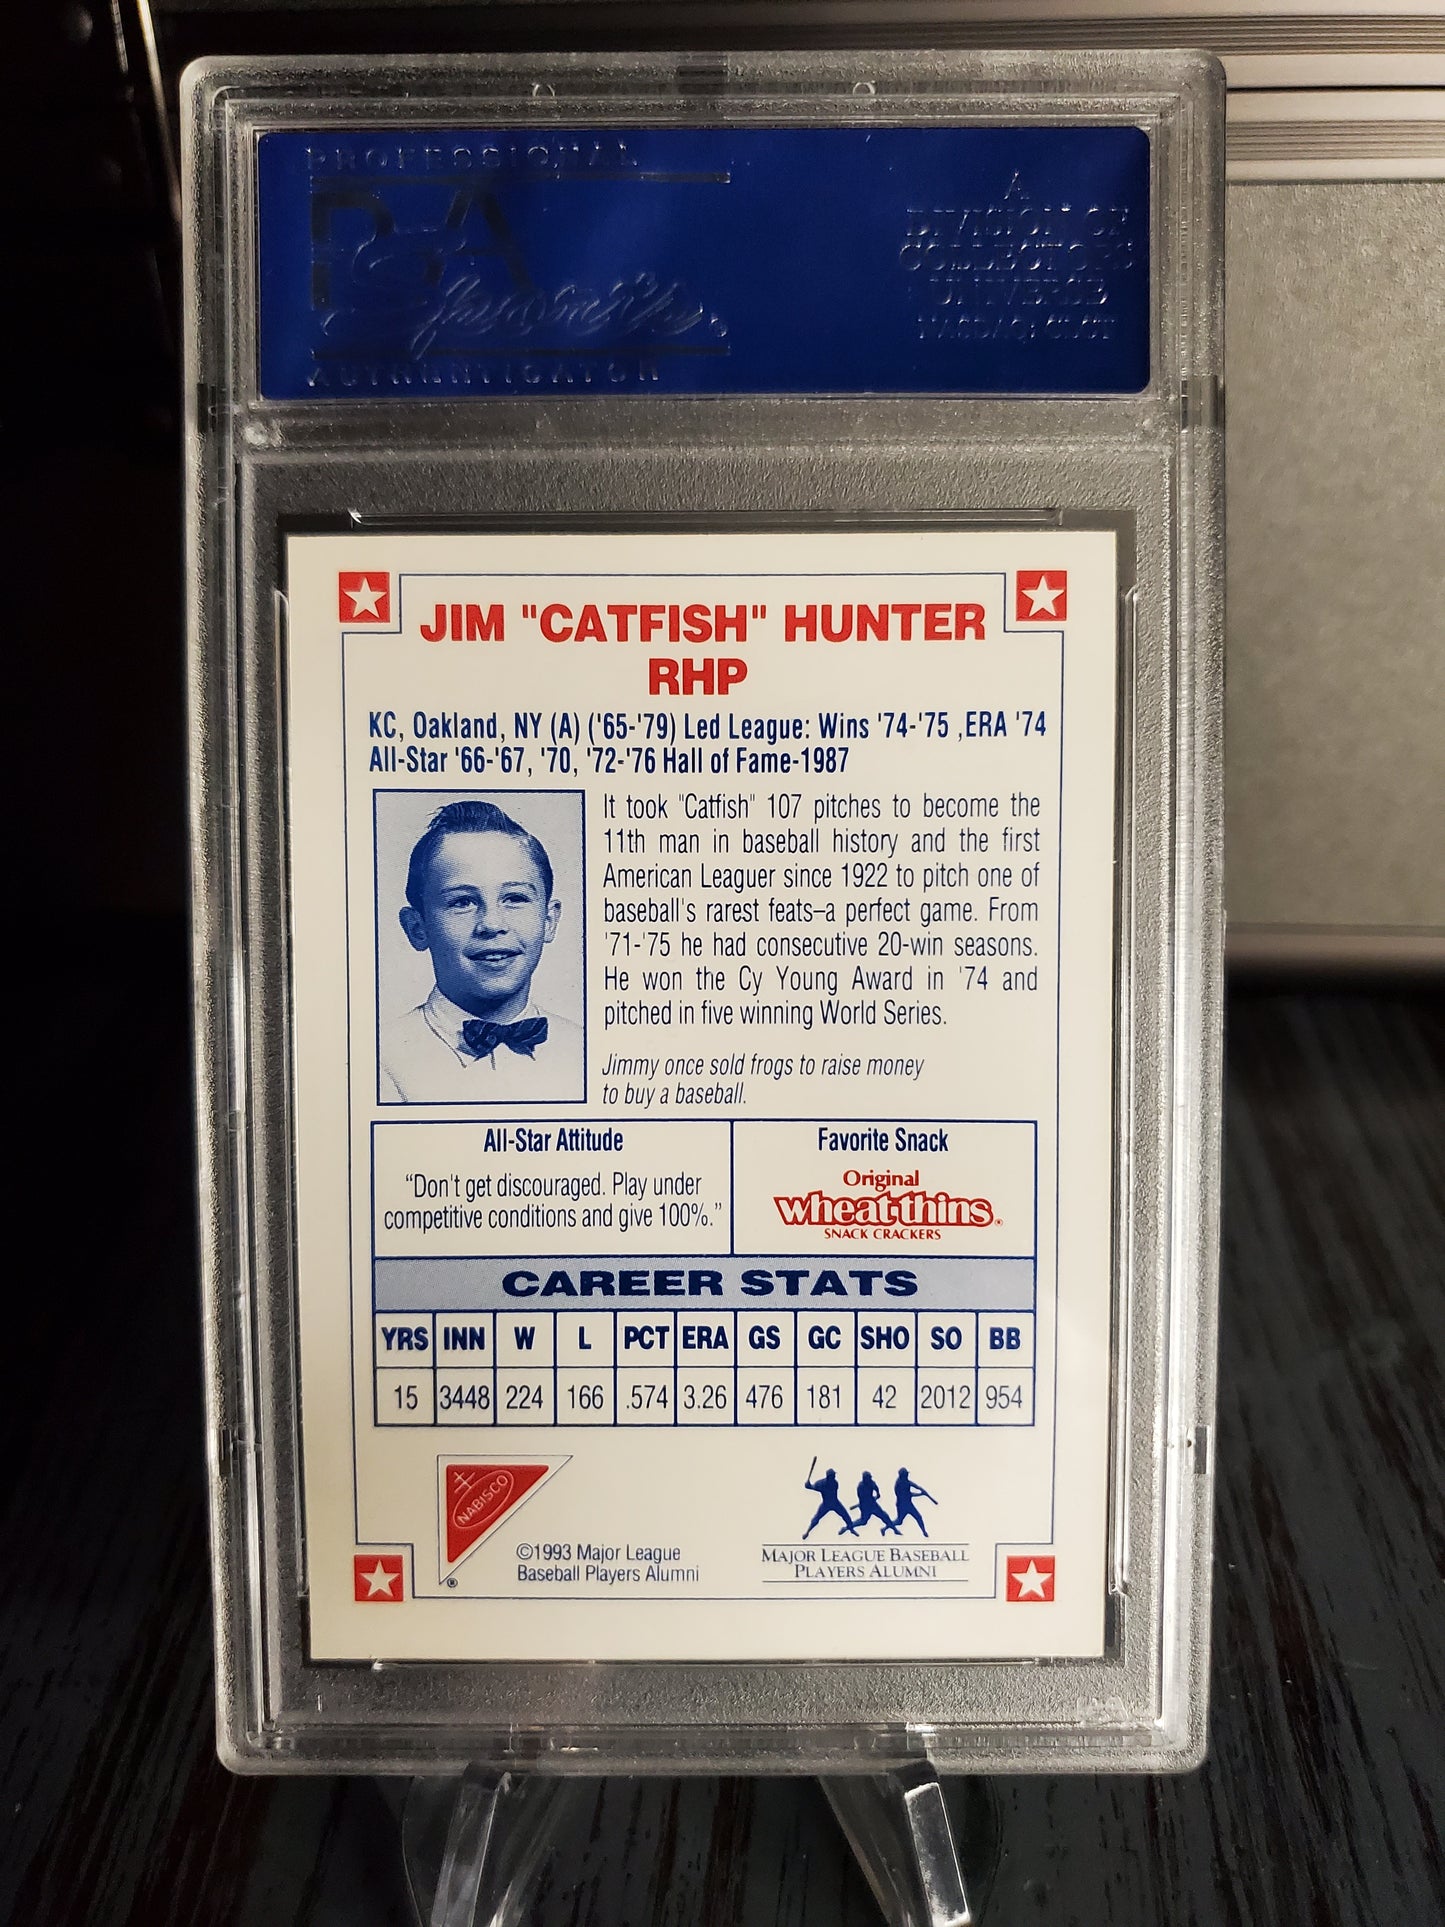 PROFESSIONAL
PSA
AUTHENTICATOR
A
DIVISION OF
COLLECTORS
UNIVERSE
NASDAQ: CLCT
JIM "CATFISH" HUNTER
RHP
KC, Oakland, NY (A) ('65-'79) Led League: Wins '74-'75 ,ERA '74
All-Star '66-'67, '70, '72-'76 Hall of Fame-1987
It took "Catfish" 107 pitches to become the
11th man in baseball history and the first
American Leaguer since 1922 to pitch one of
baseball's rarest feats–a perfect game. From
'71-'75 he had consecutive 20-win seasons.
He won the Cy Young Award in '74 and
pitched in five winning World Series.
Jimmy once sold frogs to raise money
to buy a baseball.
All-Star Attitude
“Don't get discouraged. Play under
competitive conditions and give 100%.”
Favorite Snack
Original
wheat thins®
SNACK CRACKERS
CAREER STATS
YRS INN W L PCT ERA GS GC SHO SO BB
15 3448 224 166 .574 3.26 476 181 42 2012 954
NABISCO
®
©1993 Major League
Baseball Players Alumni
MAJOR LEAGUE BASEBALL
PLAYERS ALUMNI